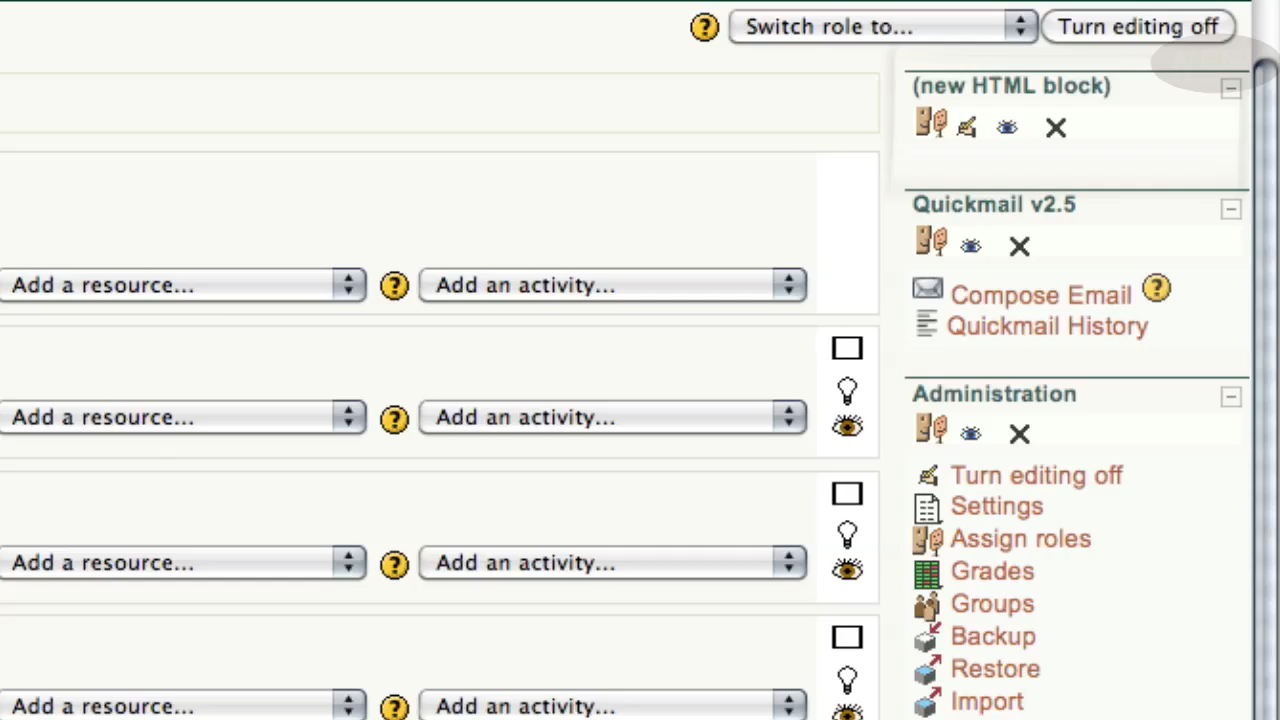 Switch role to... Turn editing off
(new HTML block)
Quickmail v2.5
Compose Email
Quickmail History
Add a resource... Add an activity...
Add a resource... Add an activity...
Add a resource... Add an activity...
Add a resource... Add an activity...
Administration
Turn editing off
Settings
Assign roles
Grades
Groups
Backup
Restore
Import